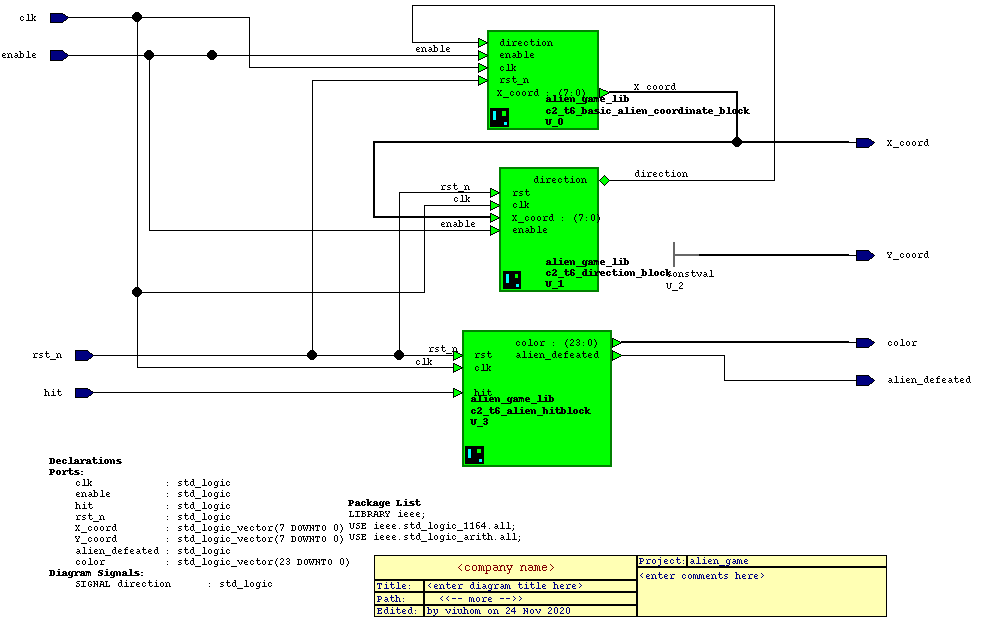 clk
enable
enable
direction
enable
clk
rst_n
X_coord : (7:0)
alien_game_lib
c2_t6_basic_alien_coordinate_block
U_0
X_coord
X_coord
direction
rst_n
clk
enable
direction
rst
clk
X_coord : (7:0)
enable
alien_game_lib
c2_t6_direction_block
U_1
constval
U_2
Y_coord
rst_n
hit
rst_n
clk
color : (23:0)
rst
alien_defeated
clk
hit
alien_game_lib
c2_t6_alien_hitblock
U_3
color
alien_defeated
Declarations
Ports:
clk : std_logic
enable : std_logic
hit : std_logic
rst_n : std_logic
X_coord : std_logic_vector(7 DOWNTO 0)
Y_coord : std_logic_vector(7 DOWNTO 0)
alien_defeated : std_logic
color : std_logic_vector(23 DOWNTO 0)
Diagram Signals:
SIGNAL direction : std_logic
Package List
LIBRARY ieee;
USE ieee.std_logic_1164.all;
USE ieee.std_logic_arith.all;
<company name>
Title: <enter diagram title here>
Path: <<-- more -->>
Edited: by viuhom on 24 Nov 2020
Project: alien_game
<enter comments here>